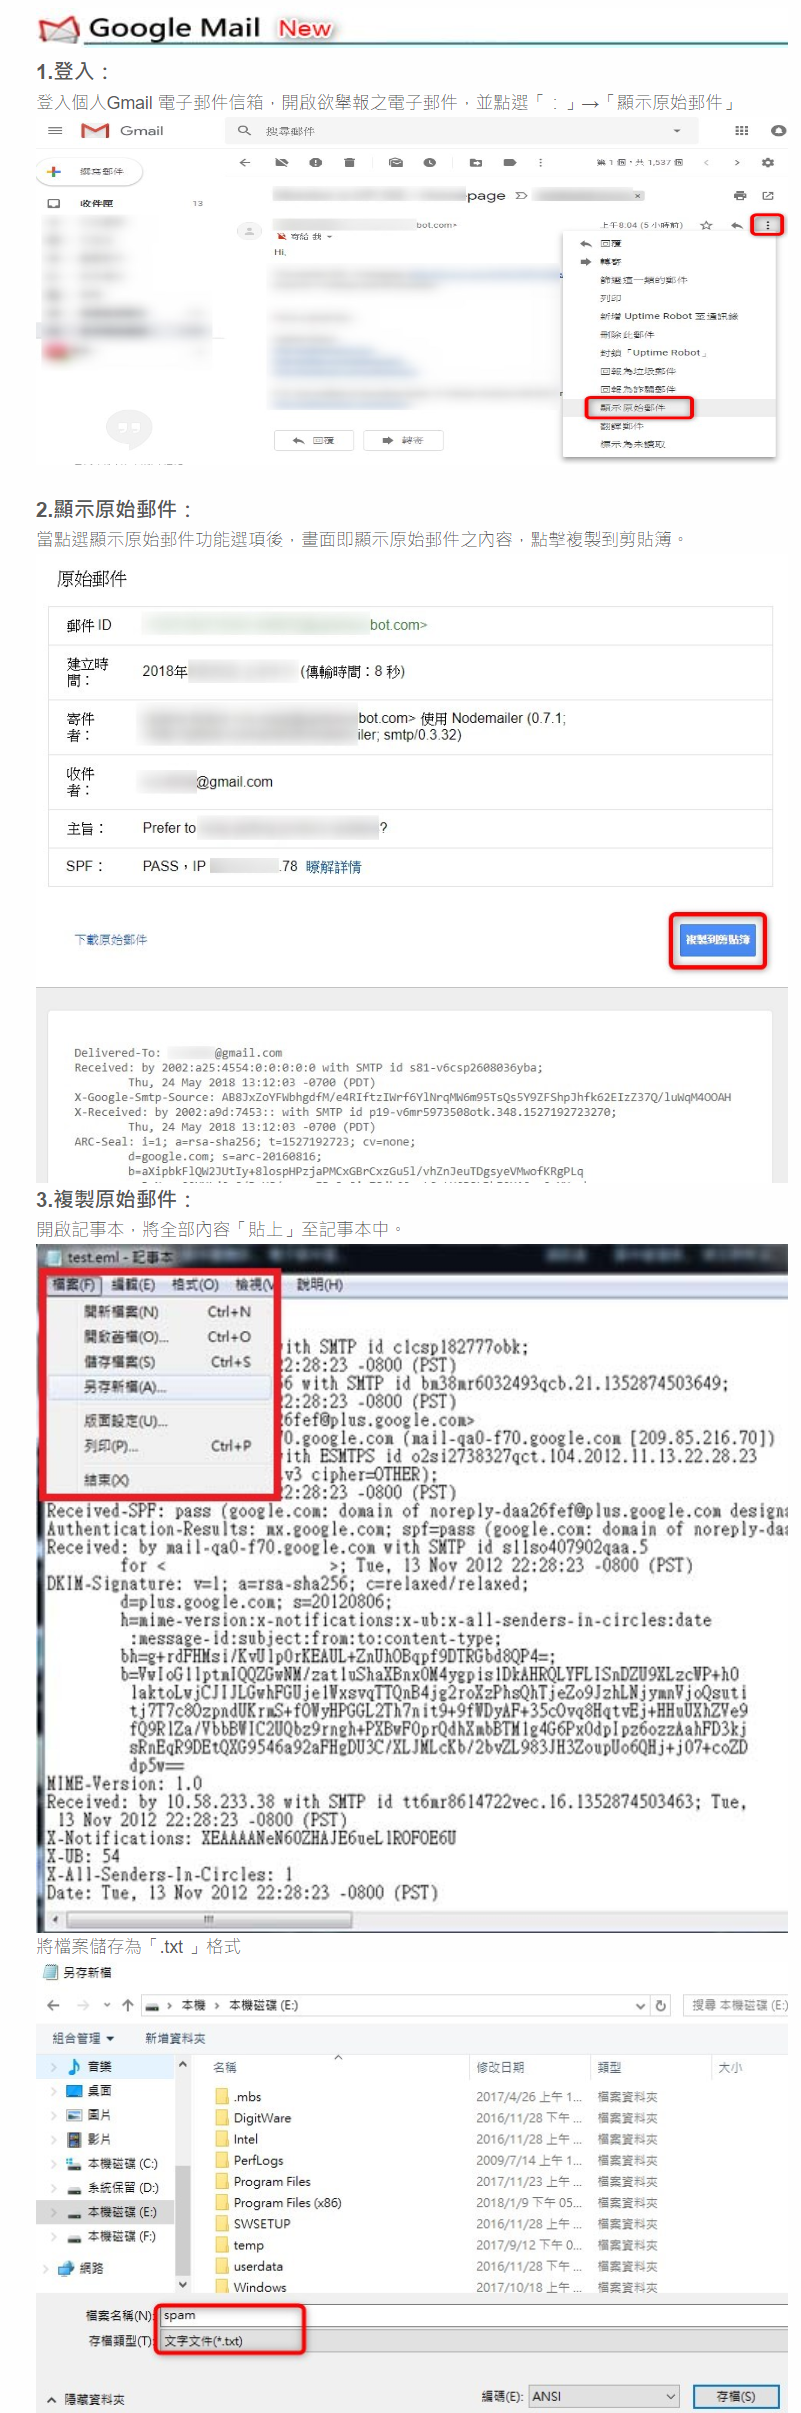 Google Mail New
1.登入：
登入個人Gmail 電子郵件信箱，開啟欲舉報之電子郵件，並點選「：」→「顯示原始郵件」
Gmail
搜尋郵件
撰寫郵件
第 1 個，共 1,537 個
收件匣 13
page
bot.com>
上午8:04 (5 小時前)
寄給 我
Hi,
回覆
轉寄
篩選這一類的郵件
列印
新增 Uptime Robot 至通訊錄
刪除此郵件
封鎖「Uptime Robot」
回報為垃圾郵件
回報為詐騙郵件
顯示原始郵件
翻譯郵件
標示為未讀取
回覆
轉寄
2.顯示原始郵件：
當點選顯示原始郵件功能選項後，畫面即顯示原始郵件之內容，點擊複製到剪貼簿。
原始郵件
郵件 ID bot.com>
建立時間： 2018年 (傳輸時間：8 秒)
寄件者： bot.com> 使用 Nodemailer (0.7.1;
iler; smtp/0.3.32)
收件者： @gmail.com
主旨： Prefer to ?
SPF： PASS，IP .78 瞭解詳情
下載原始郵件
複製到剪貼簿
Delivered-To: @gmail.com
Received: by 2002:a25:4554:0:0:0:0:0 with SMTP id s81-v6csp2608036yba;
Thu, 24 May 2018 13:12:03 -0700 (PDT)
X-Google-Smtp-Source: AB8JxZoYFWbhgdfM/e4RIftzIWrf6YlNrqMW6m95TsQs5Y9ZFShpJhfk62EIzZ37Q/luWqM4OOAH
X-Received: by 2002:a9d:7453:: with SMTP id p19-v6mr5973508otk.348.1527192723270;
Thu, 24 May 2018 13:12:03 -0700 (PDT)
ARC-Seal: i=1; a=rsa-sha256; t=1527192723; cv=none;
d=google.com; s=arc-20160816;
b=aXipbkFlQW2JUtIy+8lospHPzjaPMCxGBrCxzGu5l/vhZnJeuTDgsyeVMwofKRgPLq
3.複製原始郵件：
開啟記事本，將全部內容「貼上」至記事本中。
test.eml - 記事本
檔案(F) 編輯(E) 格式(O) 檢視(V 說明(H)
開新檔案(N) Ctrl+N
開啟舊檔(O)... Ctrl+O
儲存檔案(S) Ctrl+S
另存新檔(A)...
版面設定(U)...
列印(P)... Ctrl+P
結束(X)
ith SMTP id clcsp182777obk;
2:28:23 -0800 (PST)
6 with SMTP id bm38mr6032493qcb.21.1352874503649;
2:28:23 -0800 (PST)
6fef@plus.google.com>
0.google.com (mail-qa0-f70.google.com [209.85.216.70])
ith ESMTPS id o2si2738327qct.104.2012.11.13.22.28.23
v3 cipher=OTHER);
2:28:23 -0800 (PST)
Received-SPF: pass (google.com: domain of noreply-daa26fef@plus.google.com designa
Authentication-Results: mx.google.com; spf=pass (google.com: domain of noreply-daa
Received: by mail-qa0-f70.google.com with SMTP id s11so407902qaa.5
for < >; Tue, 13 Nov 2012 22:28:23 -0800 (PST)
DKIM-Signature: v=1; a=rsa-sha256; c=relaxed/relaxed;
d=plus.google.com; s=20120806;
h=mime-version:x-notifications:x-ub:x-all-senders-in-circles:date
:message-id:subject:from:to:content-type;
bh=g+rdFHMsi/KvU1p0rKEAUL+ZnUhOBqpf9DTRGbd8QP4=;
b=VwIoG1lptmIQQZGwNM/zatluShaXBnx0M4ygpis1DkAHRQLYFLISnDZU9XLzcWP+h0
laktoLwjCJIJLGwhFGUje1WxsvqTTQnB4jg2roXzPhsQhTjeZo9JzhLNjymnVjoQsuti
tj7T7c8OzpndUKrmS+fOWyHPGGL2Th7nit9+9fWDyAF+35cOvq8HqtvEj+HHuUXhZVe9
fQ9RlZa/VbbBWIC2UQbz9rngh+PXBwFOprQdhXmbBTM1g4G6Px0dpIpz6ozzAahFD3kj
sRnEqR9DEtQXG9546a92aFHgDU3C/XLJMLcKb/2bvZL983JH3ZoupUo6QHj+j07+coZD
dp5w==
MIME-Version: 1.0
Received: by 10.58.233.38 with SMTP id tt6mr8614722vec.16.1352874503463; Tue,
13 Nov 2012 22:28:23 -0800 (PST)
X-Notifications: XEAAAANeN60ZHAJE6ueL1ROFOE6U
X-UB: 54
X-All-Senders-In-Circles: 1
Date: Tue, 13 Nov 2012 22:28:23 -0800 (PST)
將檔案儲存為「.txt 」格式
另存新檔
本機 › 本機磁碟 (E:)
搜尋 本機磁碟 (E:)
組合管理 新增資料夾
名稱 修改日期 類型 大小
音樂
桌面
圖片
影片
本機磁碟 (C:)
系統保留 (D:)
本機磁碟 (E:)
本機磁碟 (F:)
網路
.mbs 2017/4/26 上午 1... 檔案資料夾
DigitWare 2016/11/28 下午 ... 檔案資料夾
Intel 2016/11/28 上午 ... 檔案資料夾
PerfLogs 2009/7/14 上午 1... 檔案資料夾
Program Files 2017/11/23 上午 ... 檔案資料夾
Program Files (x86) 2018/1/9 下午 05... 檔案資料夾
SWSETUP 2016/11/28 上午 ... 檔案資料夾
temp 2017/9/12 下午 0... 檔案資料夾
userdata 2016/11/28 下午 ... 檔案資料夾
Windows 2017/10/18 上午 ... 檔案資料夾
檔案名稱(N): spam
存檔類型(T): 文字文件(*.txt)
隱藏資料夾
編碼(E): ANSI
存檔(S)